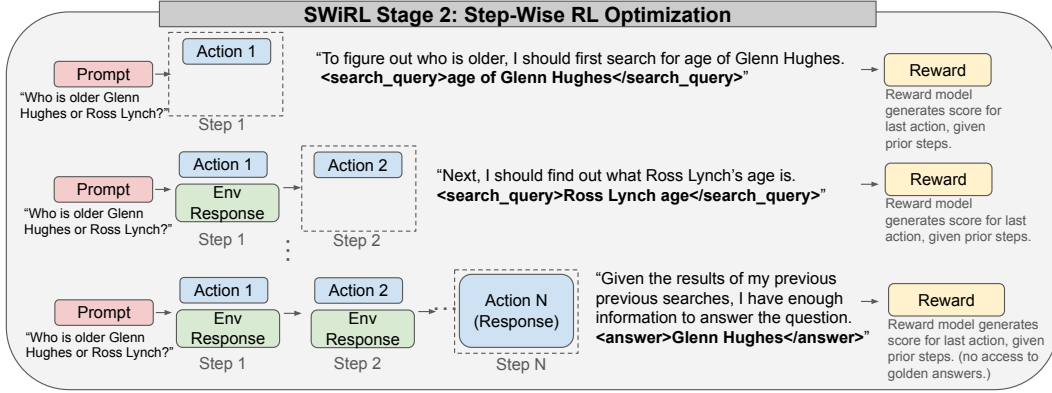 SWiRL Stage 2: Step-Wise RL Optimization
Action 1
Prompt
“Who is older Glenn
Hughes or Ross Lynch?”
Step 1
“To figure out who is older, I should first search for age of Glenn Hughes.
<search_query>age of Glenn Hughes</search_query>”
Reward
Reward model
generates score for
last action, given
prior steps.
Prompt
“Who is older Glenn
Hughes or Ross Lynch?”
Action 1
Env
Response
Step 1
Action 2
Step 2
“Next, I should find out what Ross Lynch’s age is.
<search_query>Ross Lynch age</search_query>”
Reward
Reward model
generates score for last
action, given prior steps.
Prompt
“Who is older Glenn
Hughes or Ross Lynch?”
Action 1
Env
Response
Step 1
Action 2
Env
Response
Step 2
Action N
(Response)
Step N
“Given the results of my previous
previous searches, I have enough
information to answer the question.
<answer>Glenn Hughes</answer>”
Reward
Reward model generates
score for last action, given
prior steps. (no access to
golden answers.)